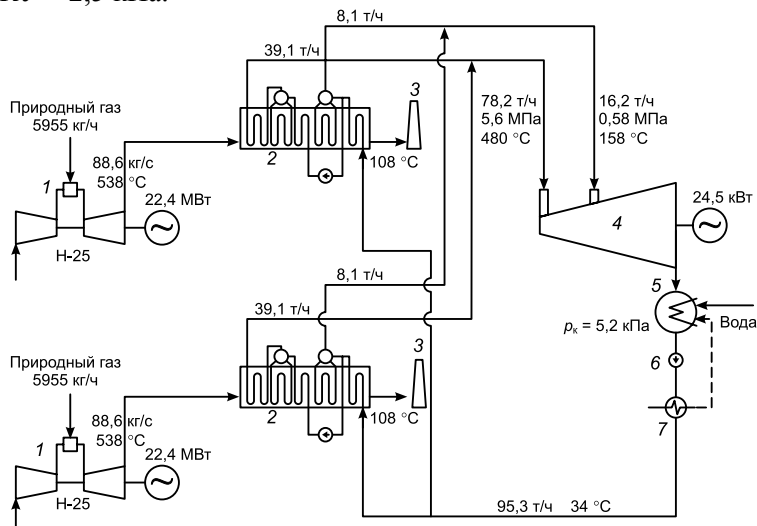 8,1 т/ч
39,1 т/ч
3
78,2 т/ч
5,6 МПа
480 °С
16,2 т/ч
0,58 МПа
158 °С
Природный газ
5955 кг/ч
88,6 кг/с
538 °С
2
108 °С
1
22,4 МВт
Н-25
4
24,5 кВт
5
8,1 т/ч
39,1 т/ч
3
pк = 5,2 кПа
Вода
6
Природный газ
5955 кг/ч
88,6 кг/с
538 °С
2
108 °С
7
1
22,4 МВт
Н-25
95,3 т/ч 34 °С